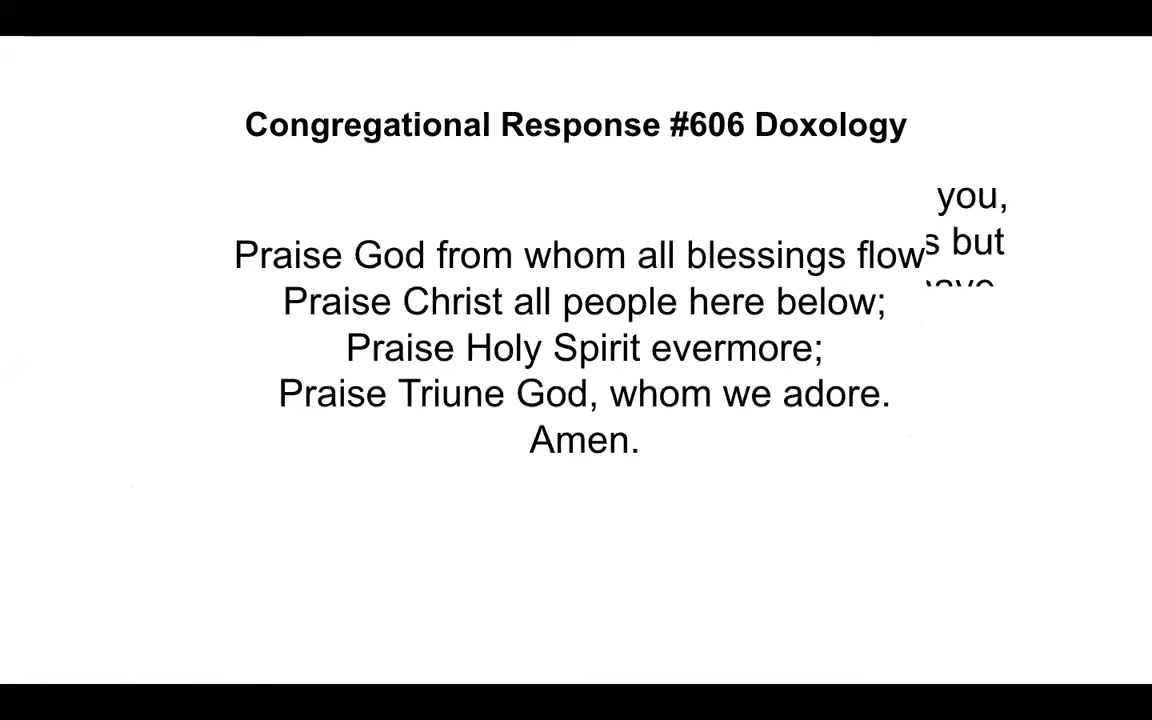 Congregational Response #606 Doxology
you,
but
Praise God from whom all blessings flow
Praise Christ all people here below;
Praise Holy Spirit evermore;
Praise Triune God, whom we adore.
Amen.